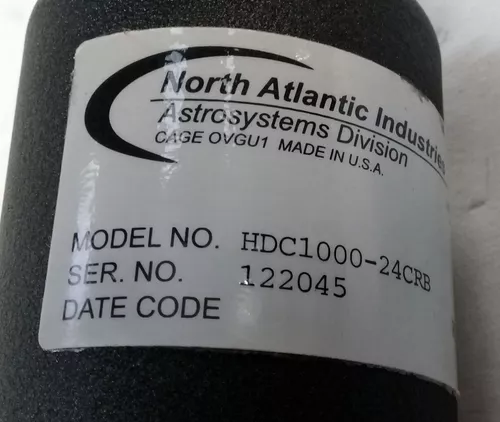 North Atlantic Industries
Astrosystems Division
CAGE OVGU1 MADE IN U.S.A.
MODEL NO. HDC1000-24CRB
SER. NO. 122045
DATE CODE